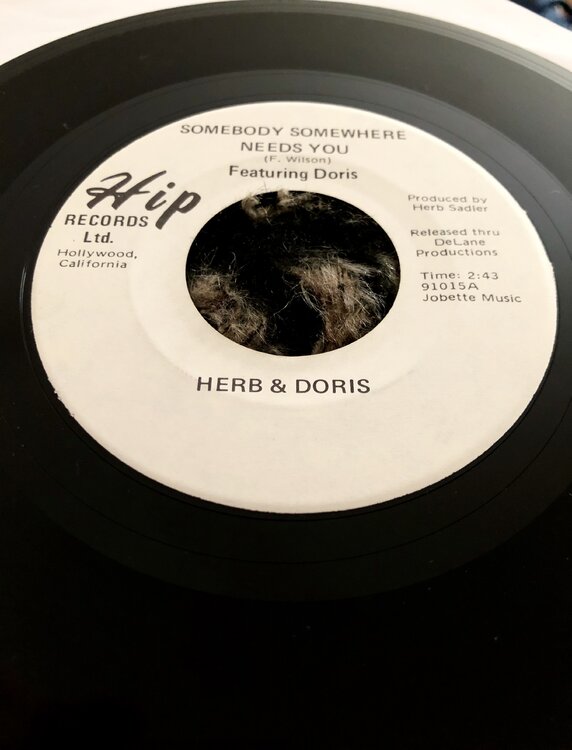 SOMEBODY SOMEWHERE
NEEDS YOU
(F. Wilson)
Featuring Doris
Hip
RECORDS
Ltd.
Hollywood,
California
Produced by
Herb Sadler
Released thru
DeLane
Productions
Time: 2:43
91015A
Jobette Music
HERB & DORIS